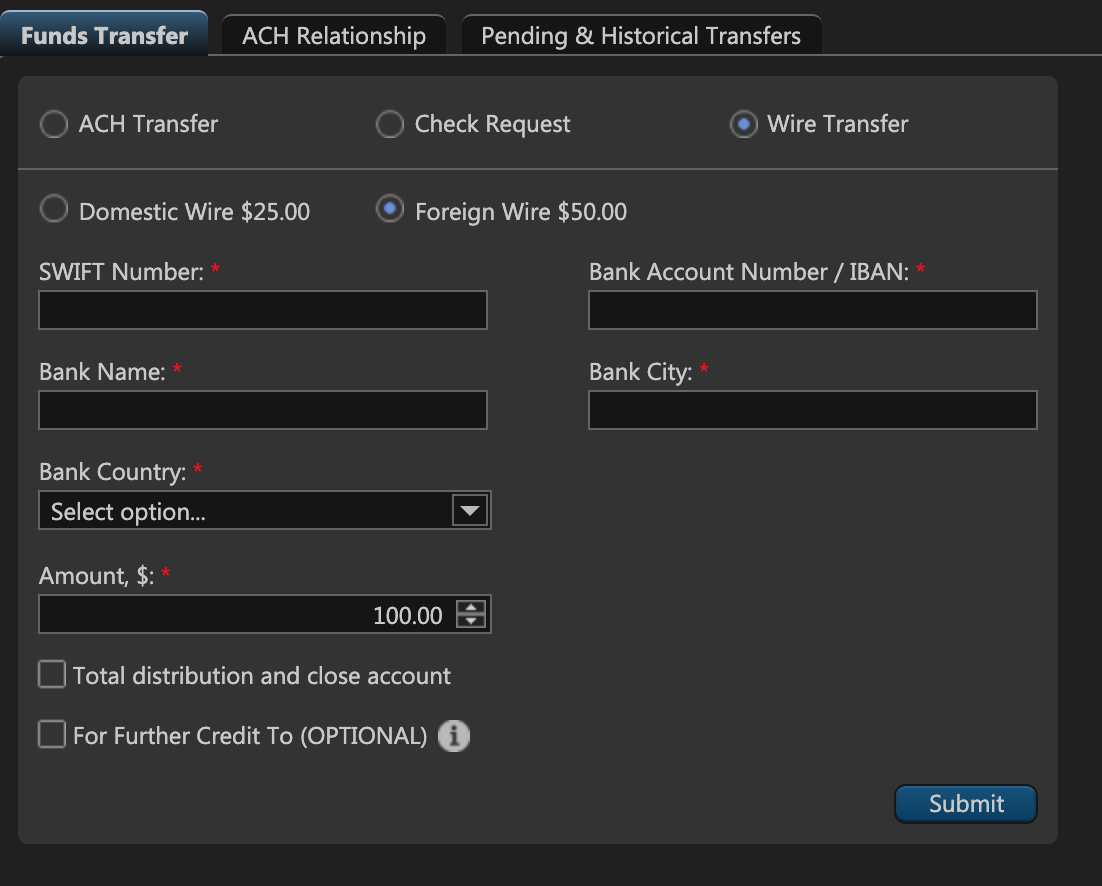 Funds Transfer
ACH Relationship
Pending & Historical Transfers
ACH Transfer
Check Request
Wire Transfer
Domestic Wire $25.00
Foreign Wire $50.00
SWIFT Number: *
Bank Account Number / IBAN: *
Bank Name: *
Bank City: *
Bank Country: *
Select option...
Amount, $: *
100.00
Total distribution and close account
For Further Credit To (OPTIONAL)
i
Submit